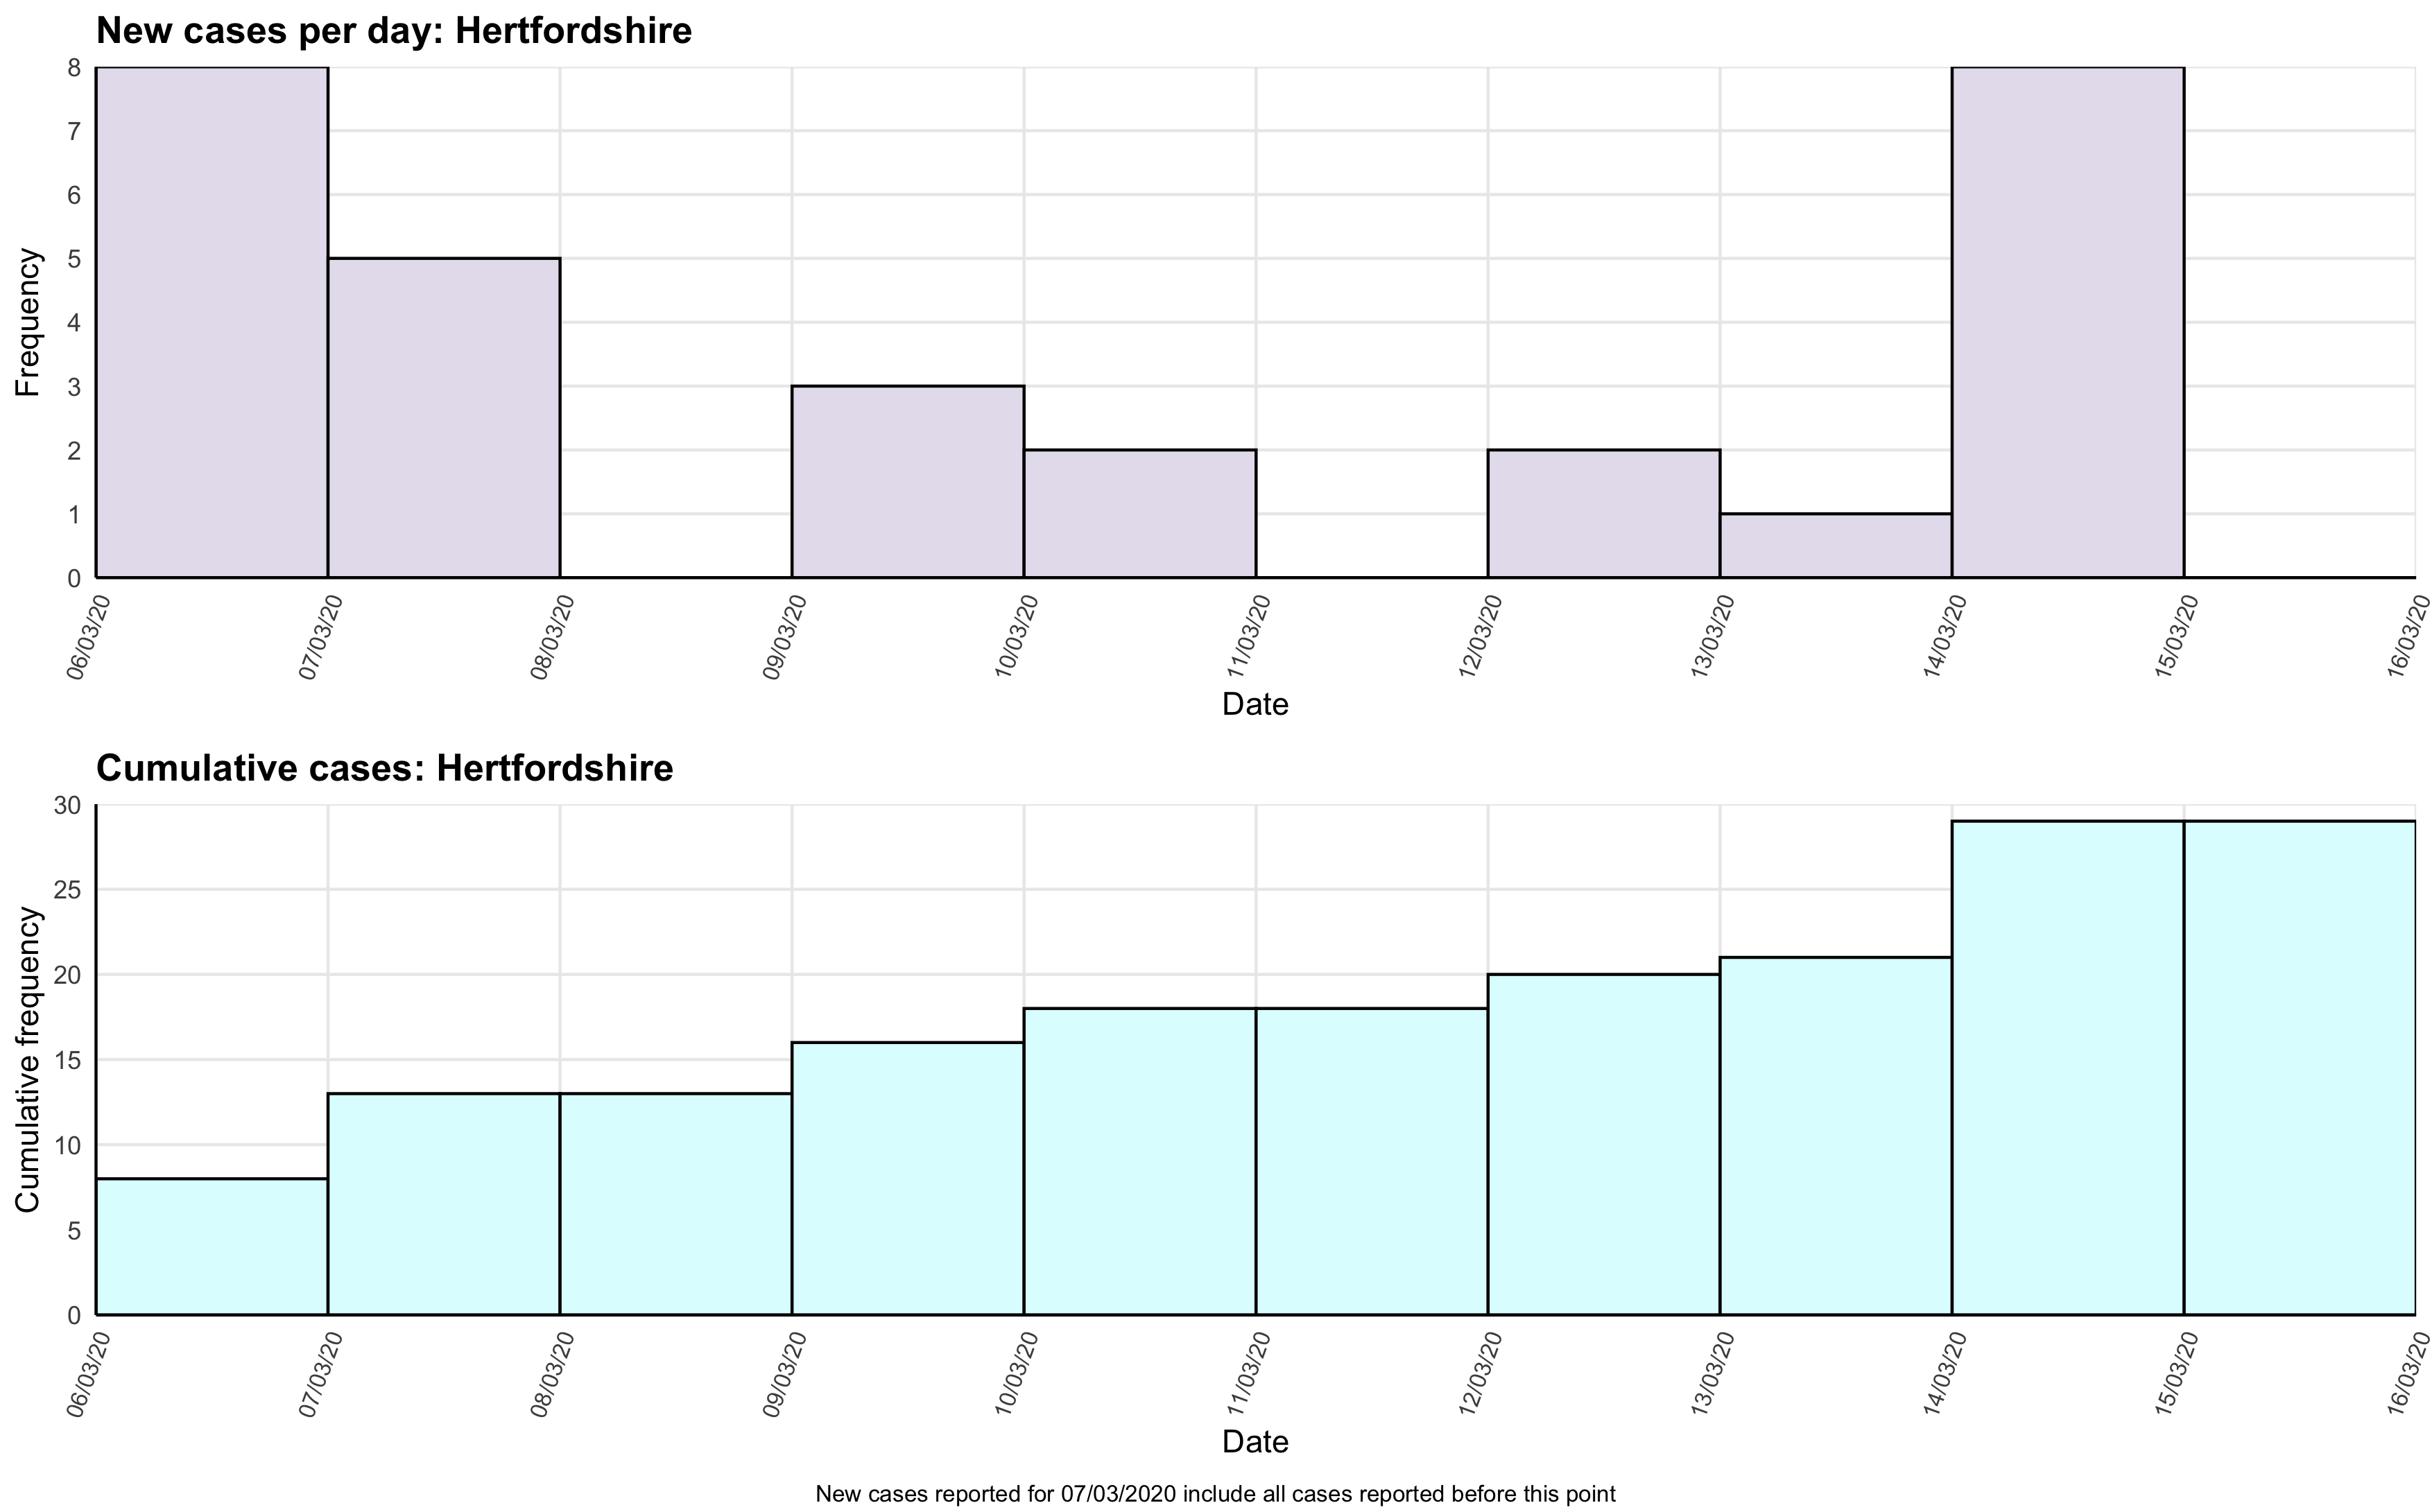 New cases per day: Hertfordshire
8
7
6
5
4
3
2
1
0
Frequency
06/03/20 07/03/20 08/03/20 09/03/20 10/03/20 11/03/20 12/03/20 13/03/20 14/03/20 15/03/20 16/03/20
Date
Cumulative cases: Hertfordshire
30
25
20
15
10
5
0
Cumulative frequency
06/03/20 07/03/20 08/03/20 09/03/20 10/03/20 11/03/20 12/03/20 13/03/20 14/03/20 15/03/20 16/03/20
Date
New cases reported for 07/03/2020 include all cases reported before this point